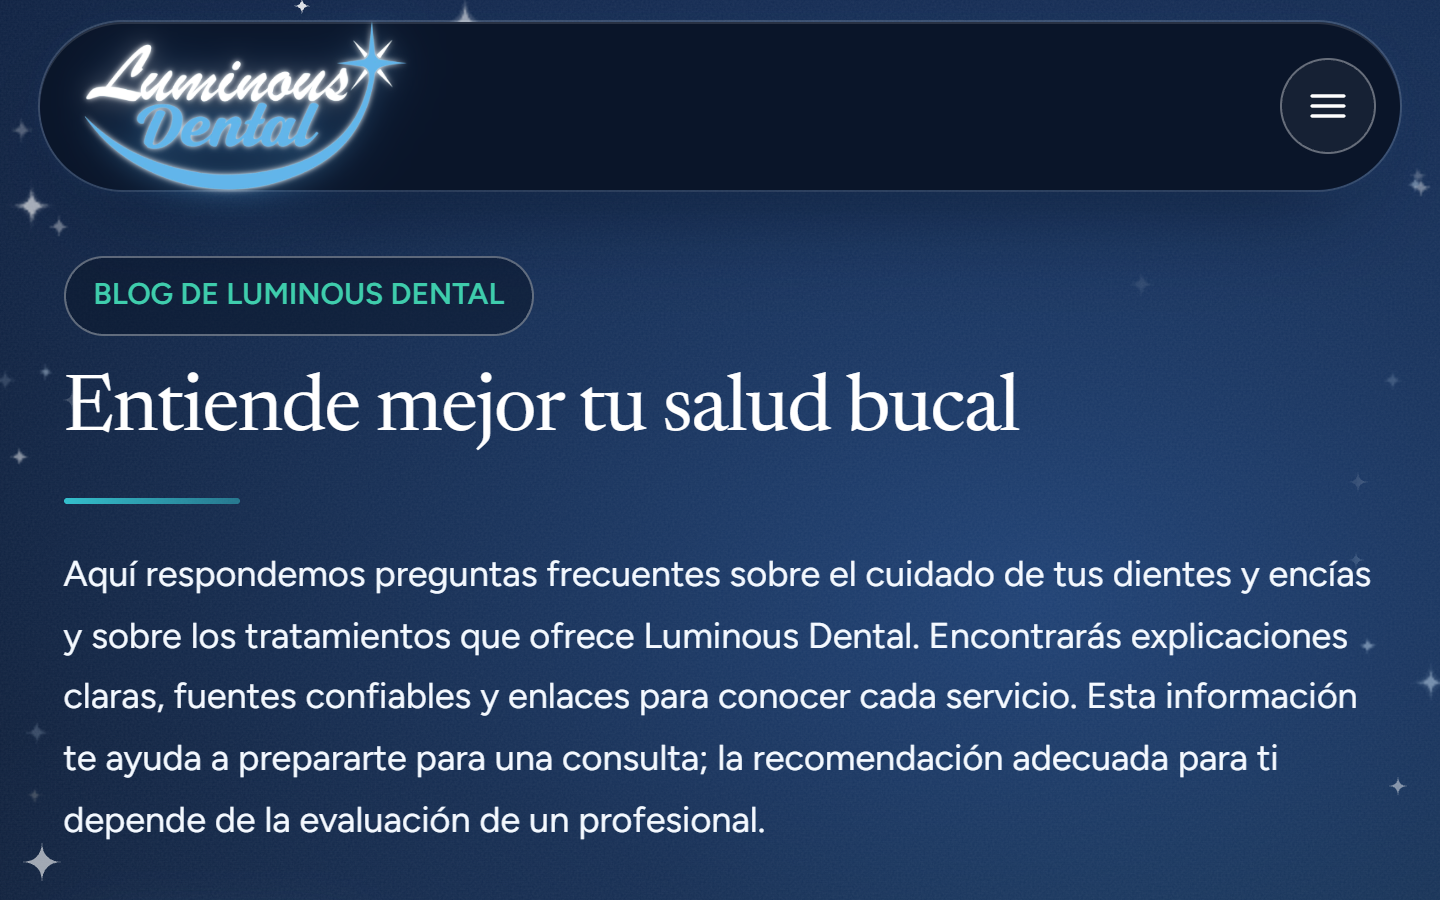 Luminous
Dental
BLOG DE LUMINOUS DENTAL
Entiende mejor tu salud bucal
Aquí respondemos preguntas frecuentes sobre el cuidado de tus dientes y encías
y sobre los tratamientos que ofrece Luminous Dental. Encontrarás explicaciones
claras, fuentes confiables y enlaces para conocer cada servicio. Esta información
te ayuda a prepararte para una consulta; la recomendación adecuada para ti
depende de la evaluación de un profesional.